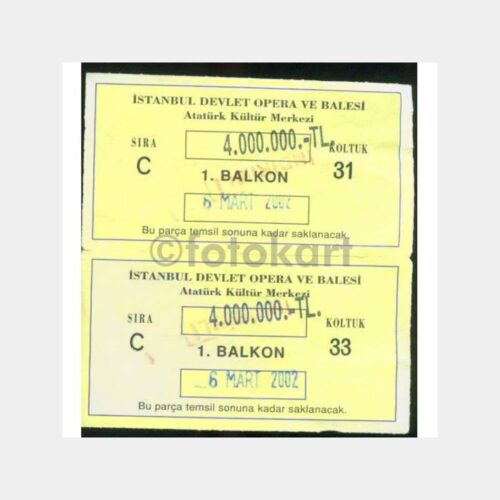 İSTANBUL DEVLET OPERA VE BALESİ
Atatürk Kültür Merkezi
SIRA 4.000.000.-TL. KOLTUK
C 31
1. BALKON
6 MART 2002
Bu parça temsil sonuna kadar saklanacak.
©fotokart
İSTANBUL DEVLET OPERA VE BALESİ
Atatürk Kültür Merkezi
SIRA 4.000.000.-TL. KOLTUK
C 33
1. BALKON
6 MART 2002
Bu parça temsil sonuna kadar saklanacak.